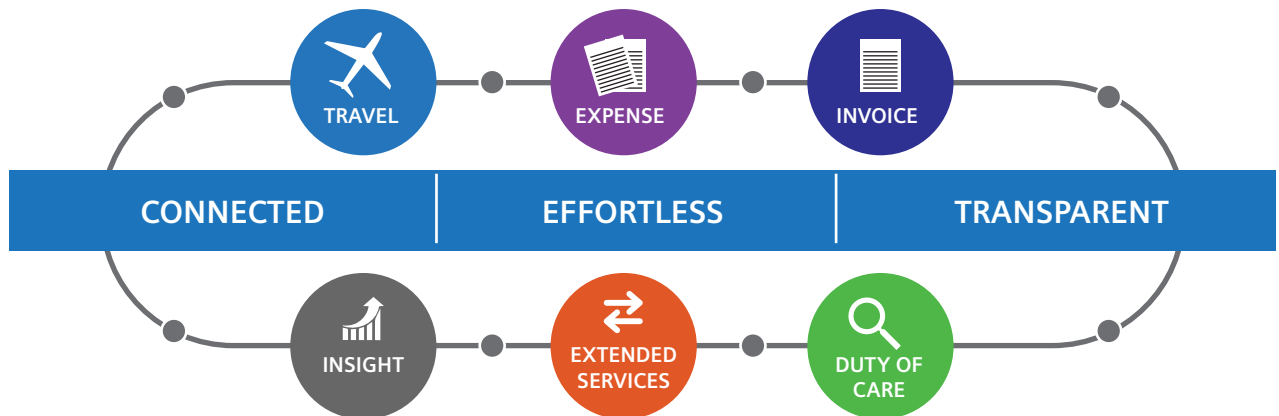 TRAVEL
EXPENSE
INVOICE
CONNECTED
EFFORTLESS
TRANSPARENT
INSIGHT
EXTENDED
SERVICES
DUTY OF
CARE